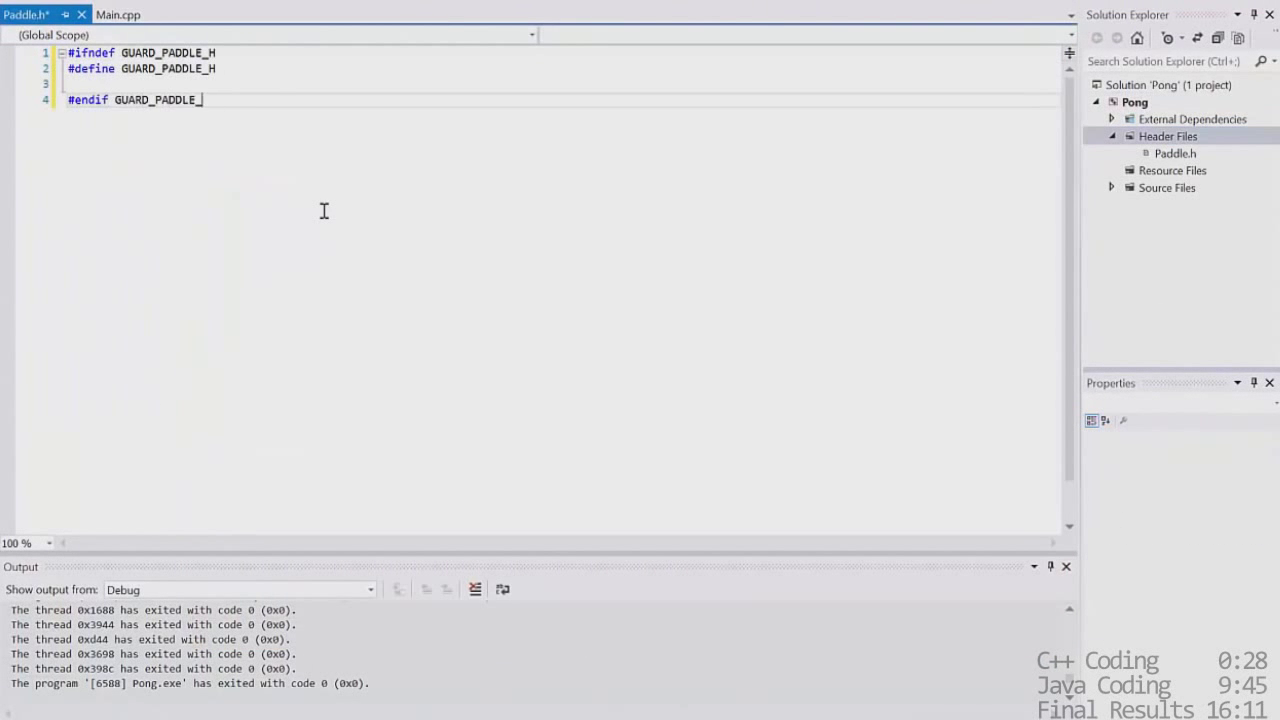 Paddle.h*
Main.cpp
(Global Scope)
1 #ifndef GUARD_PADDLE_H
2 #define GUARD_PADDLE_H
3
4 #endif GUARD_PADDLE_
100 %
Output
Show output from: Debug
The thread 0x1688 has exited with code 0 (0x0).
The thread 0x3944 has exited with code 0 (0x0).
The thread 0xd44 has exited with code 0 (0x0).
The thread 0x3698 has exited with code 0 (0x0).
The thread 0x398c has exited with code 0 (0x0).
The program '[6588] Pong.exe' has exited with code 0 (0x0).
Solution Explorer
Search Solution Explorer (Ctrl+;)
Solution 'Pong' (1 project)
Pong
External Dependencies
Header Files
Paddle.h
Resource Files
Source Files
Properties
C++ Coding 0:28
Java Coding 9:45
Final Results 16:11